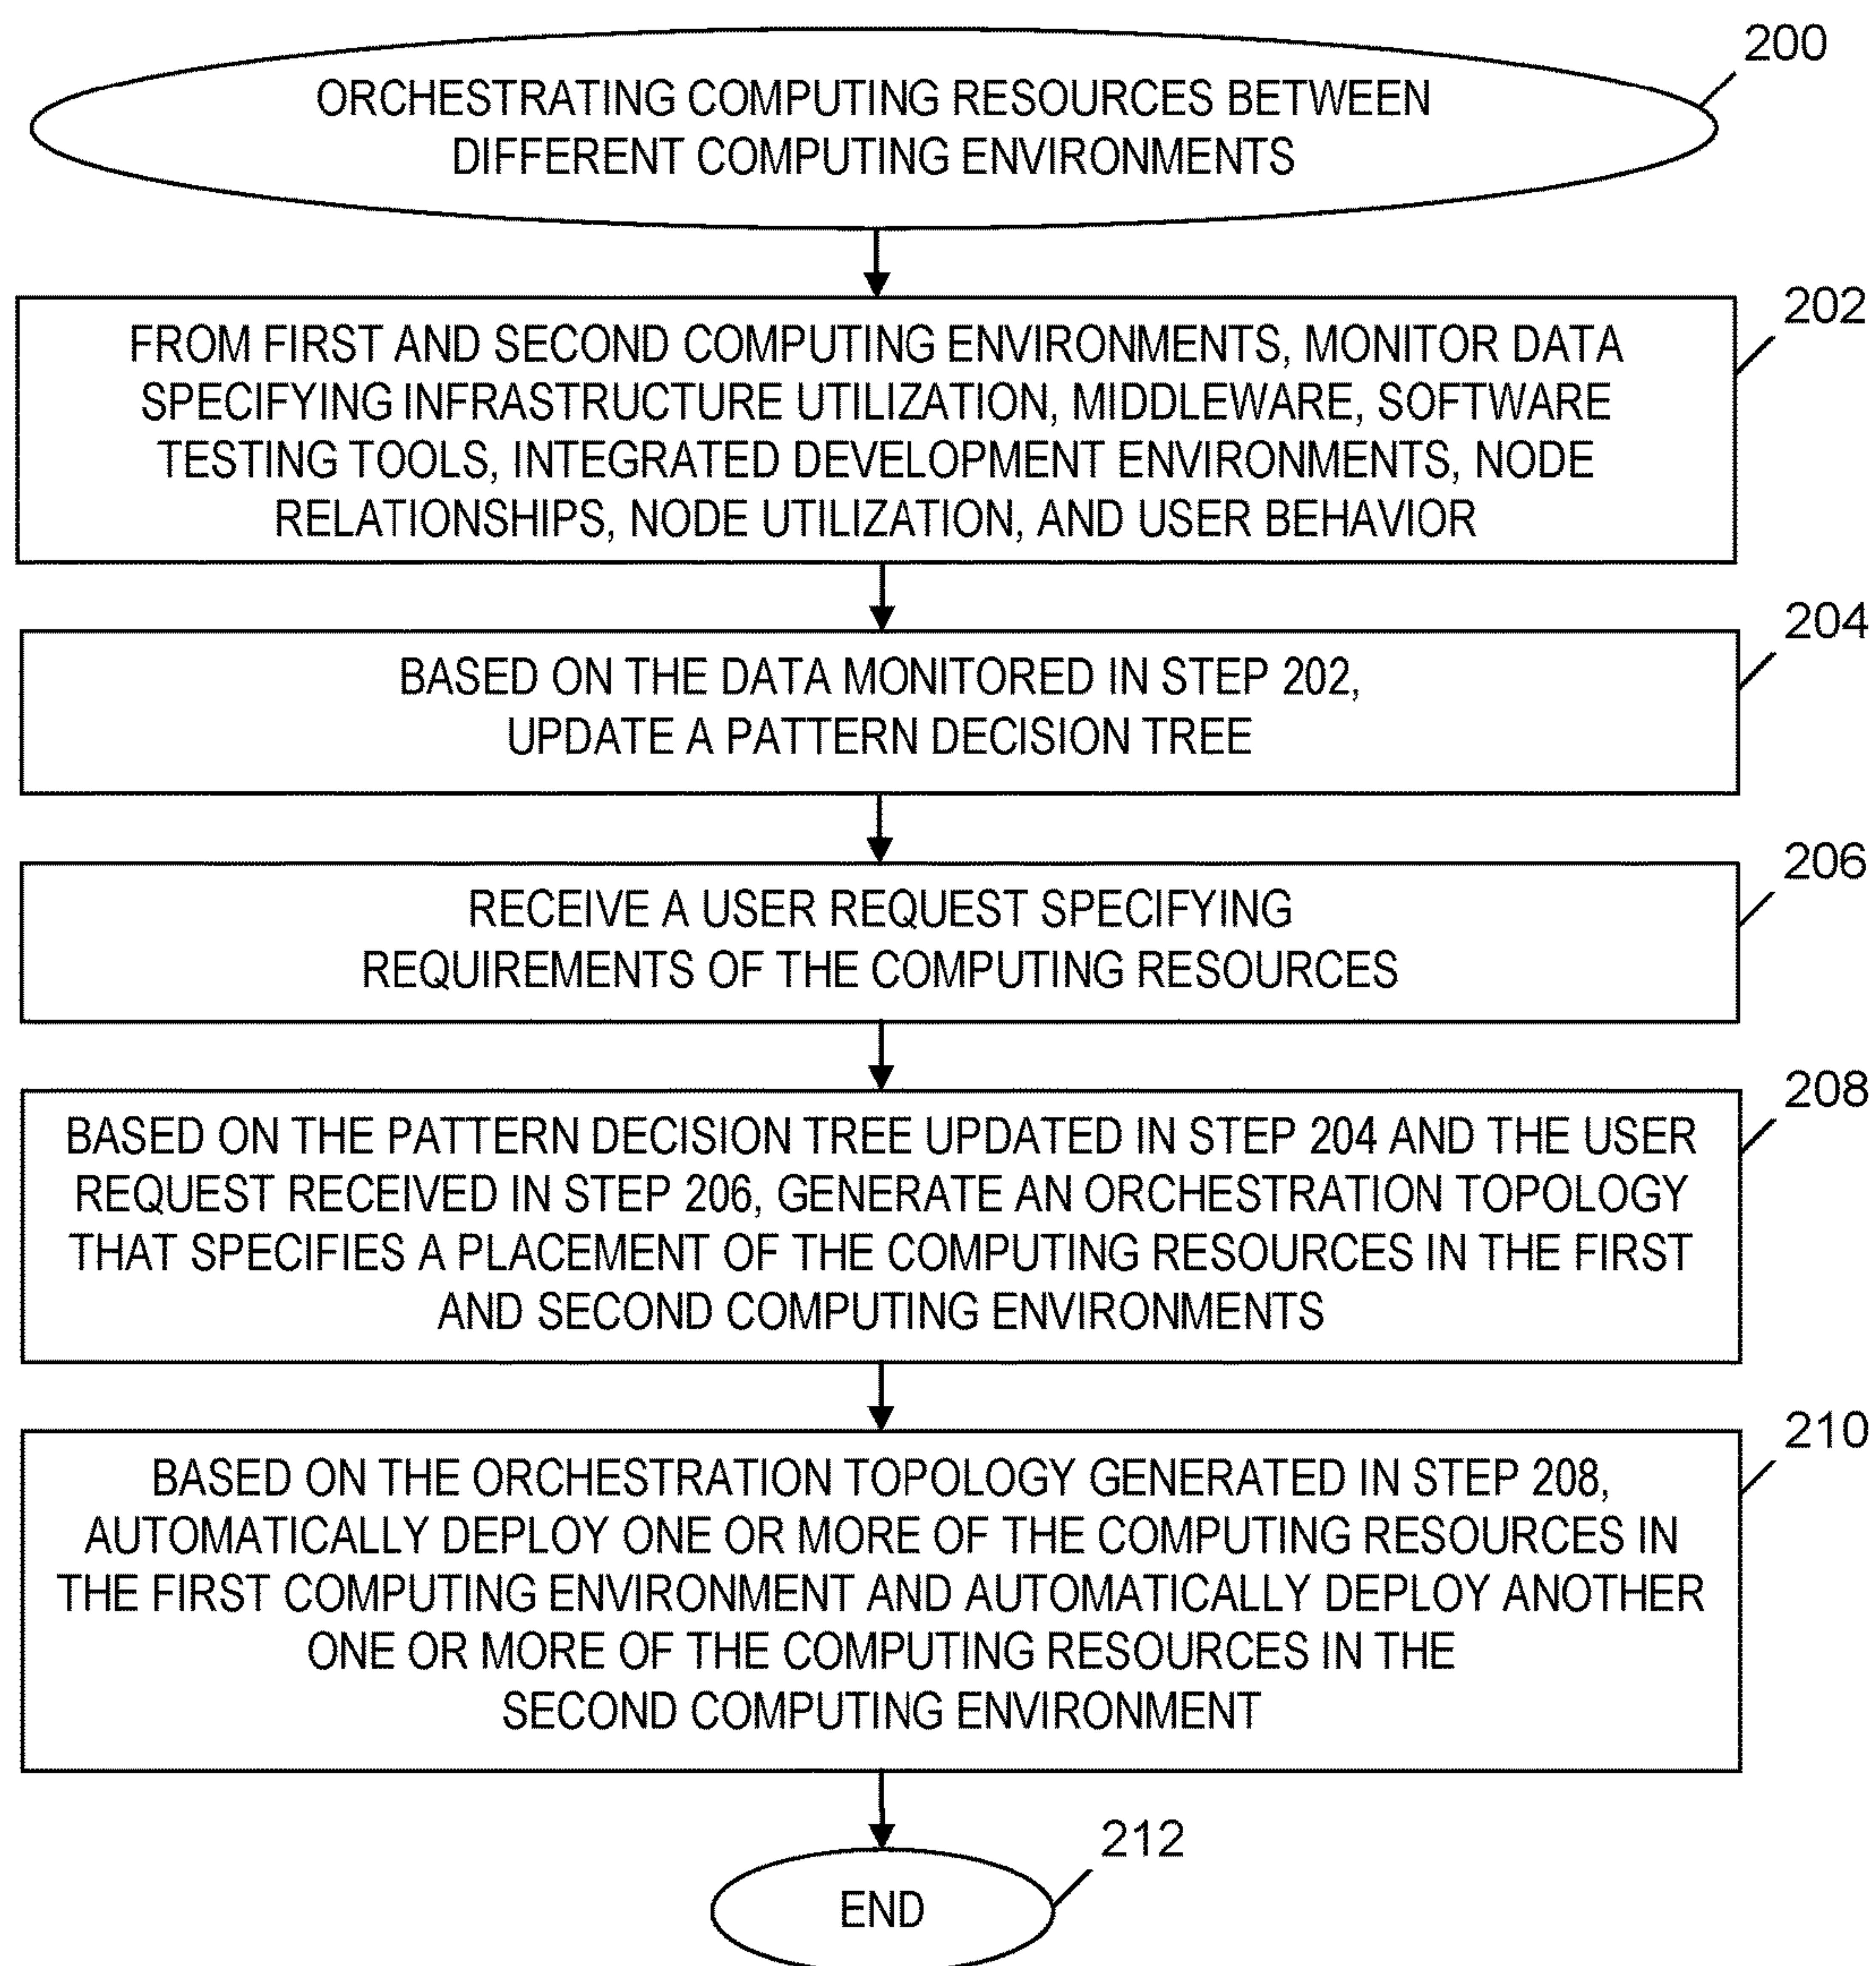 200
ORCHESTRATING COMPUTING RESOURCES BETWEEN
DIFFERENT COMPUTING ENVIRONMENTS
202
FROM FIRST AND SECOND COMPUTING ENVIRONMENTS, MONITOR DATA
SPECIFYING INFRASTRUCTURE UTILIZATION, MIDDLEWARE, SOFTWARE
TESTING TOOLS, INTEGRATED DEVELOPMENT ENVIRONMENTS, NODE
RELATIONSHIPS, NODE UTILIZATION, AND USER BEHAVIOR
204
BASED ON THE DATA MONITORED IN STEP 202,
UPDATE A PATTERN DECISION TREE
206
RECEIVE A USER REQUEST SPECIFYING
REQUIREMENTS OF THE COMPUTING RESOURCES
208
BASED ON THE PATTERN DECISION TREE UPDATED IN STEP 204 AND THE USER
REQUEST RECEIVED IN STEP 206, GENERATE AN ORCHESTRATION TOPOLOGY
THAT SPECIFIES A PLACEMENT OF THE COMPUTING RESOURCES IN THE FIRST
AND SECOND COMPUTING ENVIRONMENTS
210
BASED ON THE ORCHESTRATION TOPOLOGY GENERATED IN STEP 208,
AUTOMATICALLY DEPLOY ONE OR MORE OF THE COMPUTING RESOURCES IN
THE FIRST COMPUTING ENVIRONMENT AND AUTOMATICALLY DEPLOY ANOTHER
ONE OR MORE OF THE COMPUTING RESOURCES IN THE
SECOND COMPUTING ENVIRONMENT
212
END